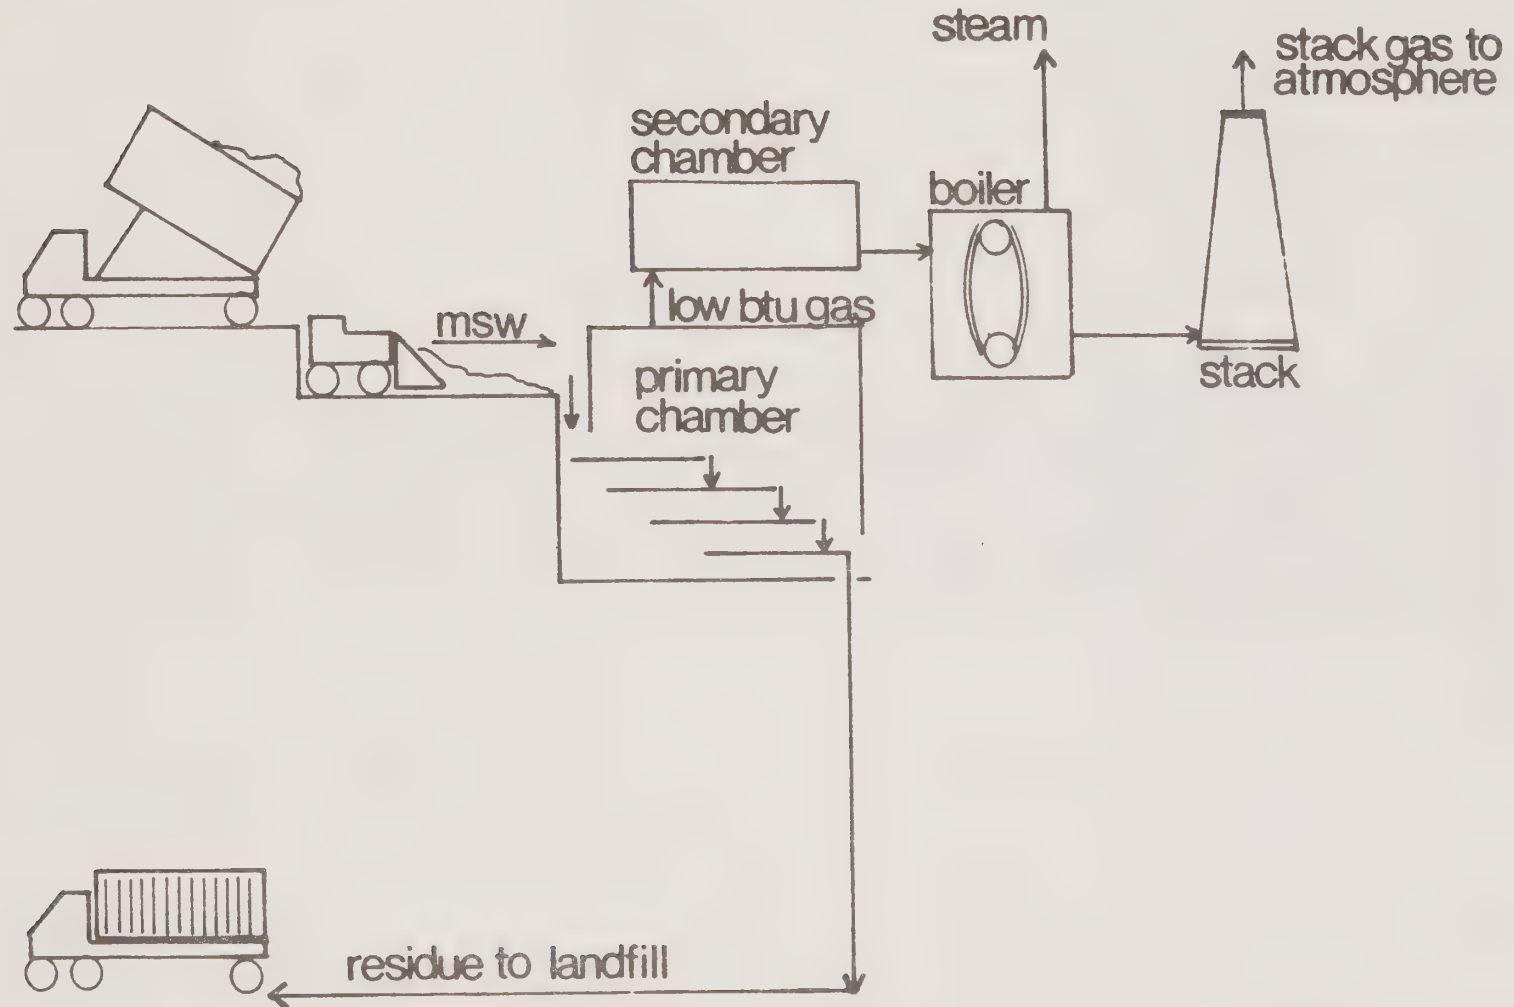 steam
stack gas to
atmosphere
secondary
chamber
boiler
low btu gas
msw
primary
chamber
stack
residue to landfill